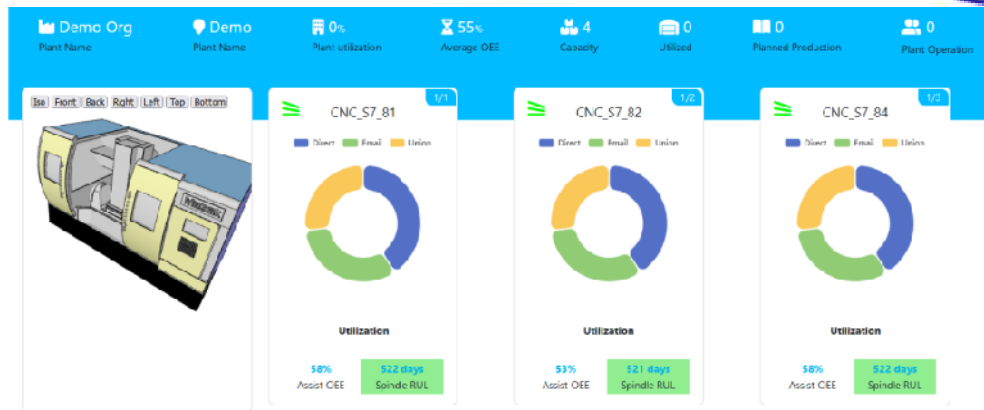 Demo Org
Plant Name
Demo
Plant Name
0%
Plant utilization
55%
Average OEE
4
Capacity
0
Utilized
0
Planned Production
0
Plant Operation
Iso Front Back Right Left Top Bottom
1/1
CNC_S7_81
Direct Email Union
Utilization
58%
Assist OEE
522 days
Spindle RUL
1/2
CNC_S7_82
Direct Email Union
Utilization
53%
Assist OEE
521 days
Spindle RUL
1/3
CNC_S7_84
Direct Email Union
Utilization
58%
Assist OEE
522 days
Spindle RUL